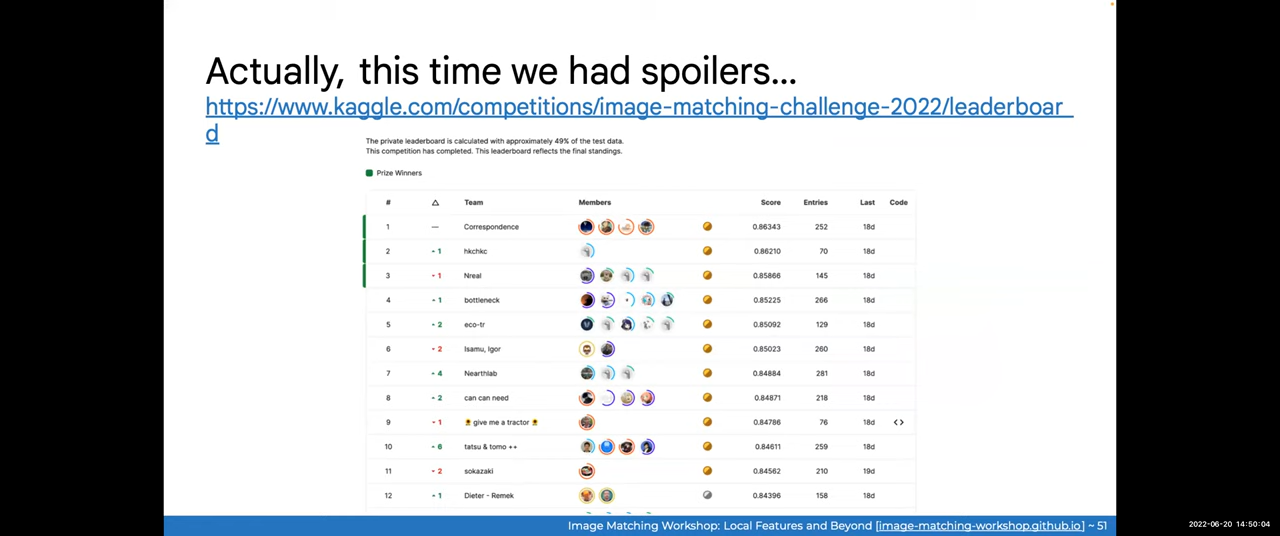 Actually, this time we had spoilers...
https://www.kaggle.com/competitions/image-matching-challenge-2022/leaderboar
d
The private leaderboard is calculated with approximately 49% of the test data.
This competition has completed. This leaderboard reflects the final standings.
Prize Winners
# △ Team Members Score Entries Last Code
1 — Correspondence 0.86343 252 18d
2 1 hkchkc 0.86210 70 18d
3 1 Nreal 0.85866 145 18d
4 1 bottleneck 0.85225 266 18d
5 2 eco-tr 0.85092 129 18d
6 2 Isamu, Igor 0.85023 260 18d
7 4 Nearthlab 0.84884 281 18d
8 2 can can need 0.84871 218 18d
9 1 🌻 give me a tractor 🌻 0.84786 76 18d <>
10 6 tatsu & tomo ++ 0.84611 259 18d
11 2 sokazaki 0.84562 210 19d
12 1 Dieter - Remek 0.84396 158 18d
Image Matching Workshop: Local Features and Beyond [image-matching-workshop.github.io] ~ 51
2022-06-20 14:50:04